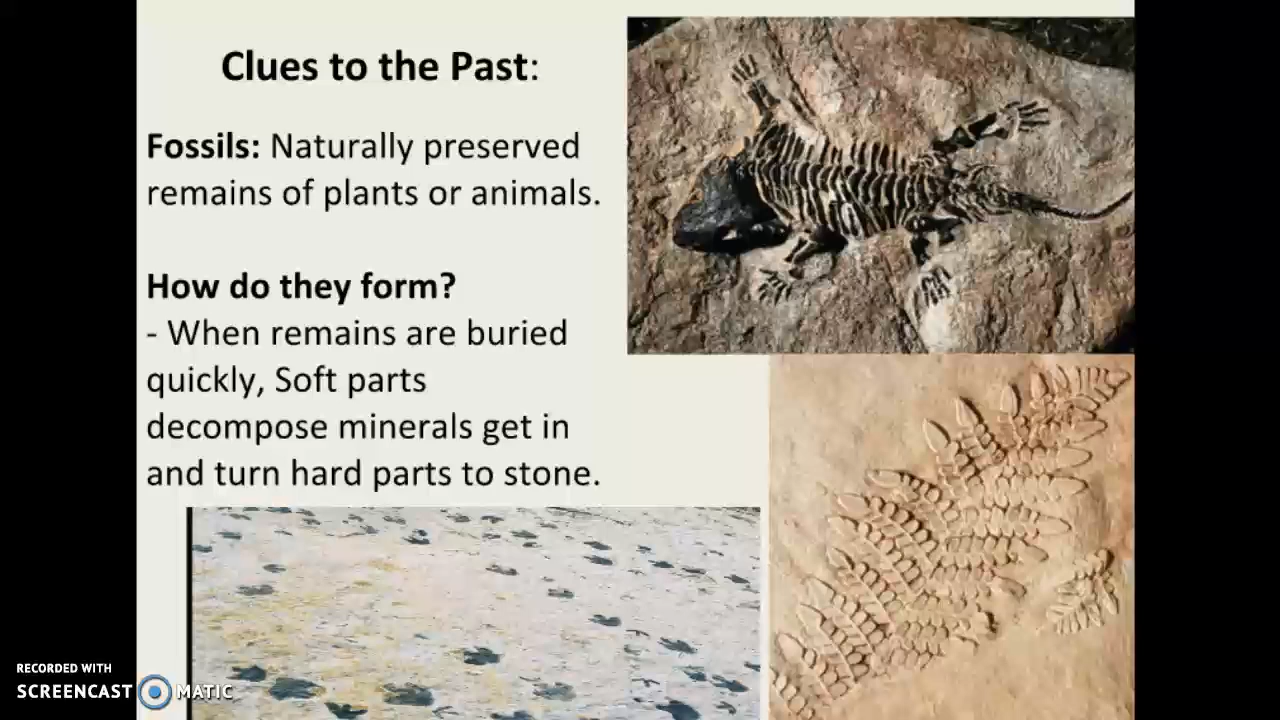 Clues to the Past:
Fossils: Naturally preserved
remains of plants or animals.
How do they form?
- When remains are buried
quickly, Soft parts
decompose minerals get in
and turn hard parts to stone.
RECORDED WITH
SCREENCAST MATIC